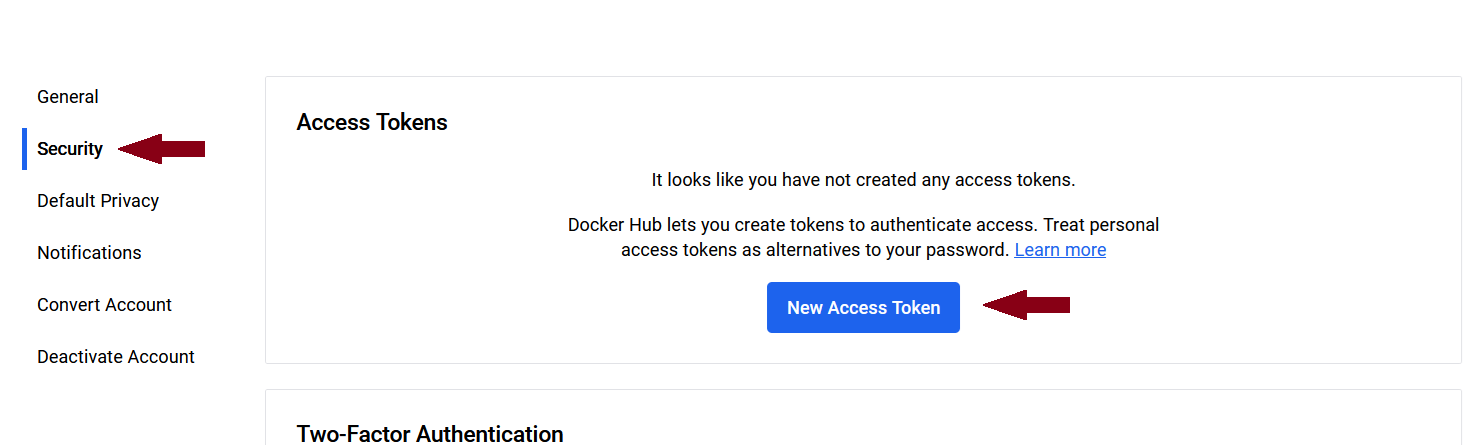 General
Security
Default Privacy
Notifications
Convert Account
Deactivate Account
Access Tokens
It looks like you have not created any access tokens.
Docker Hub lets you create tokens to authenticate access. Treat personal
access tokens as alternatives to your password. Learn more
New Access Token
Two-Factor Authentication